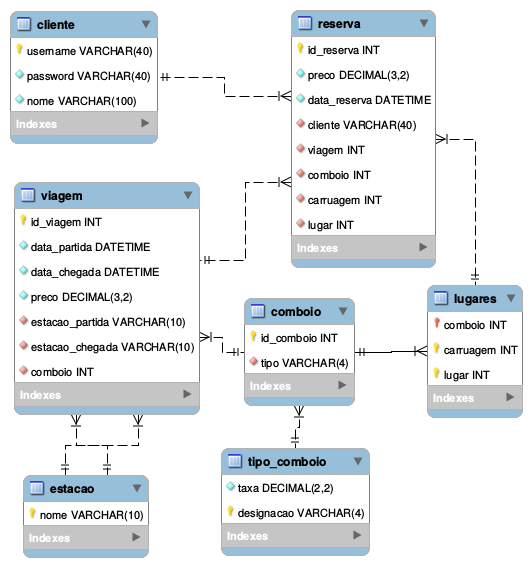 cliente
username VARCHAR(40)
password VARCHAR(40)
nome VARCHAR(100)
Indexes
reserva
id_reserva INT
preco DECIMAL(3,2)
data_reserva DATETIME
cliente VARCHAR(40)
viagem INT
comboio INT
carruagem INT
lugar INT
Indexes
viagem
id_viagem INT
data_partida DATETIME
data_chegada DATETIME
preco DECIMAL(3,2)
estacao_partida VARCHAR(10)
estacao_chegada VARCHAR(10)
comboio INT
Indexes
comboio
id_comboio INT
tipo VARCHAR(4)
Indexes
lugares
comboio INT
carruagem INT
lugar INT
Indexes
estacao
nome VARCHAR(10)
Indexes
tipo_comboio
taxa DECIMAL(2,2)
designacao VARCHAR(4)
Indexes